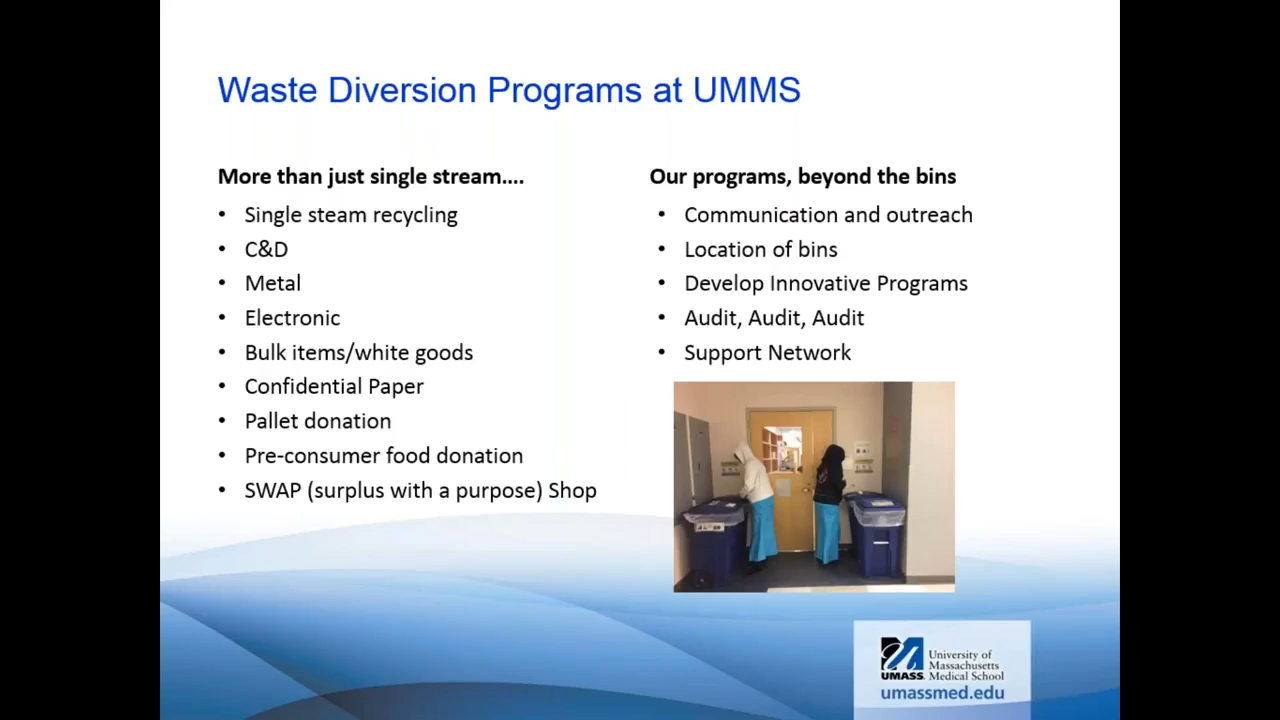 Waste Diversion Programs at UMMS
More than just single stream....
• Single steam recycling
• C&D
• Metal
• Electronic
• Bulk items/white goods
• Confidential Paper
• Pallet donation
• Pre-consumer food donation
• SWAP (surplus with a purpose) Shop
Our programs, beyond the bins
• Communication and outreach
• Location of bins
• Develop Innovative Programs
• Audit, Audit, Audit
• Support Network
UMASS
University of
Massachusetts
Medical School
umassmed.edu